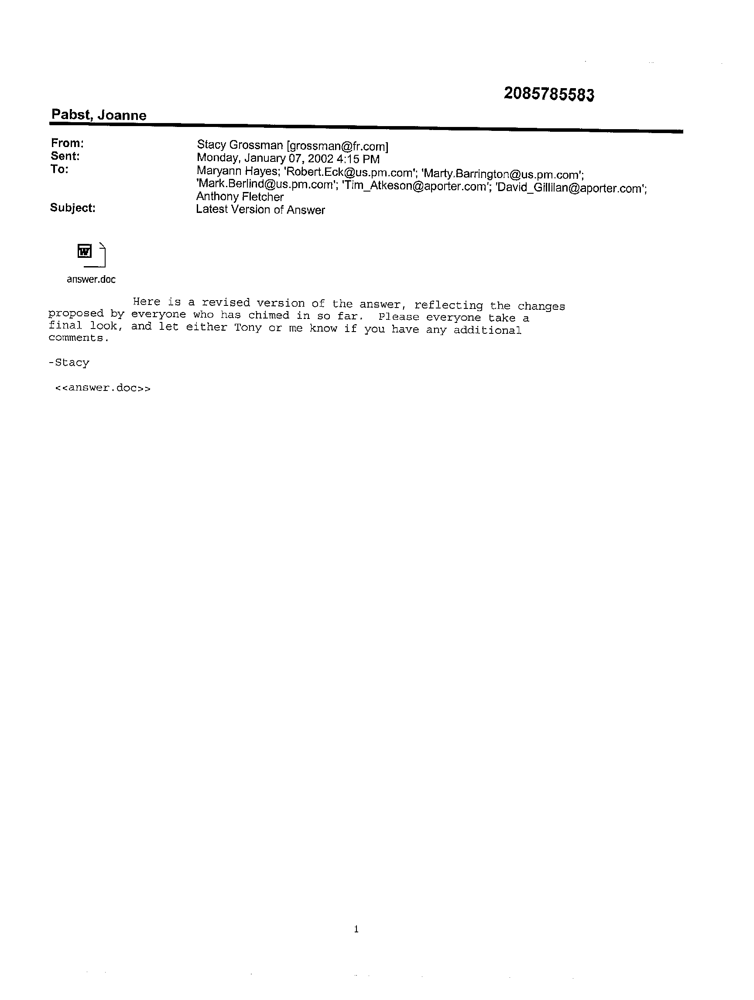 2085785583
Pabst, Joanne
From: Stacy Grossman [grossman@fr.com]
Sent: Monday, January 07, 2002 4:15 PM
To: Maryann Hayes; 'Robert.Eck@us.pm.com'; 'Marty.Barrington@us.pm.com';
'Mark.Berlind@us.pm.com'; 'Tim_Atkeson@aporter.com'; 'David_Gillilan@aporter.com';
Anthony Fletcher
Subject: Latest Version of Answer
W
answer.doc
Here is a revised version of the answer, reflecting the changes
proposed by everyone who has chimed in so far. Please everyone take a
final look, and let either Tony or me know if you have any additional
comments.
-Stacy
<<answer.doc>>
1